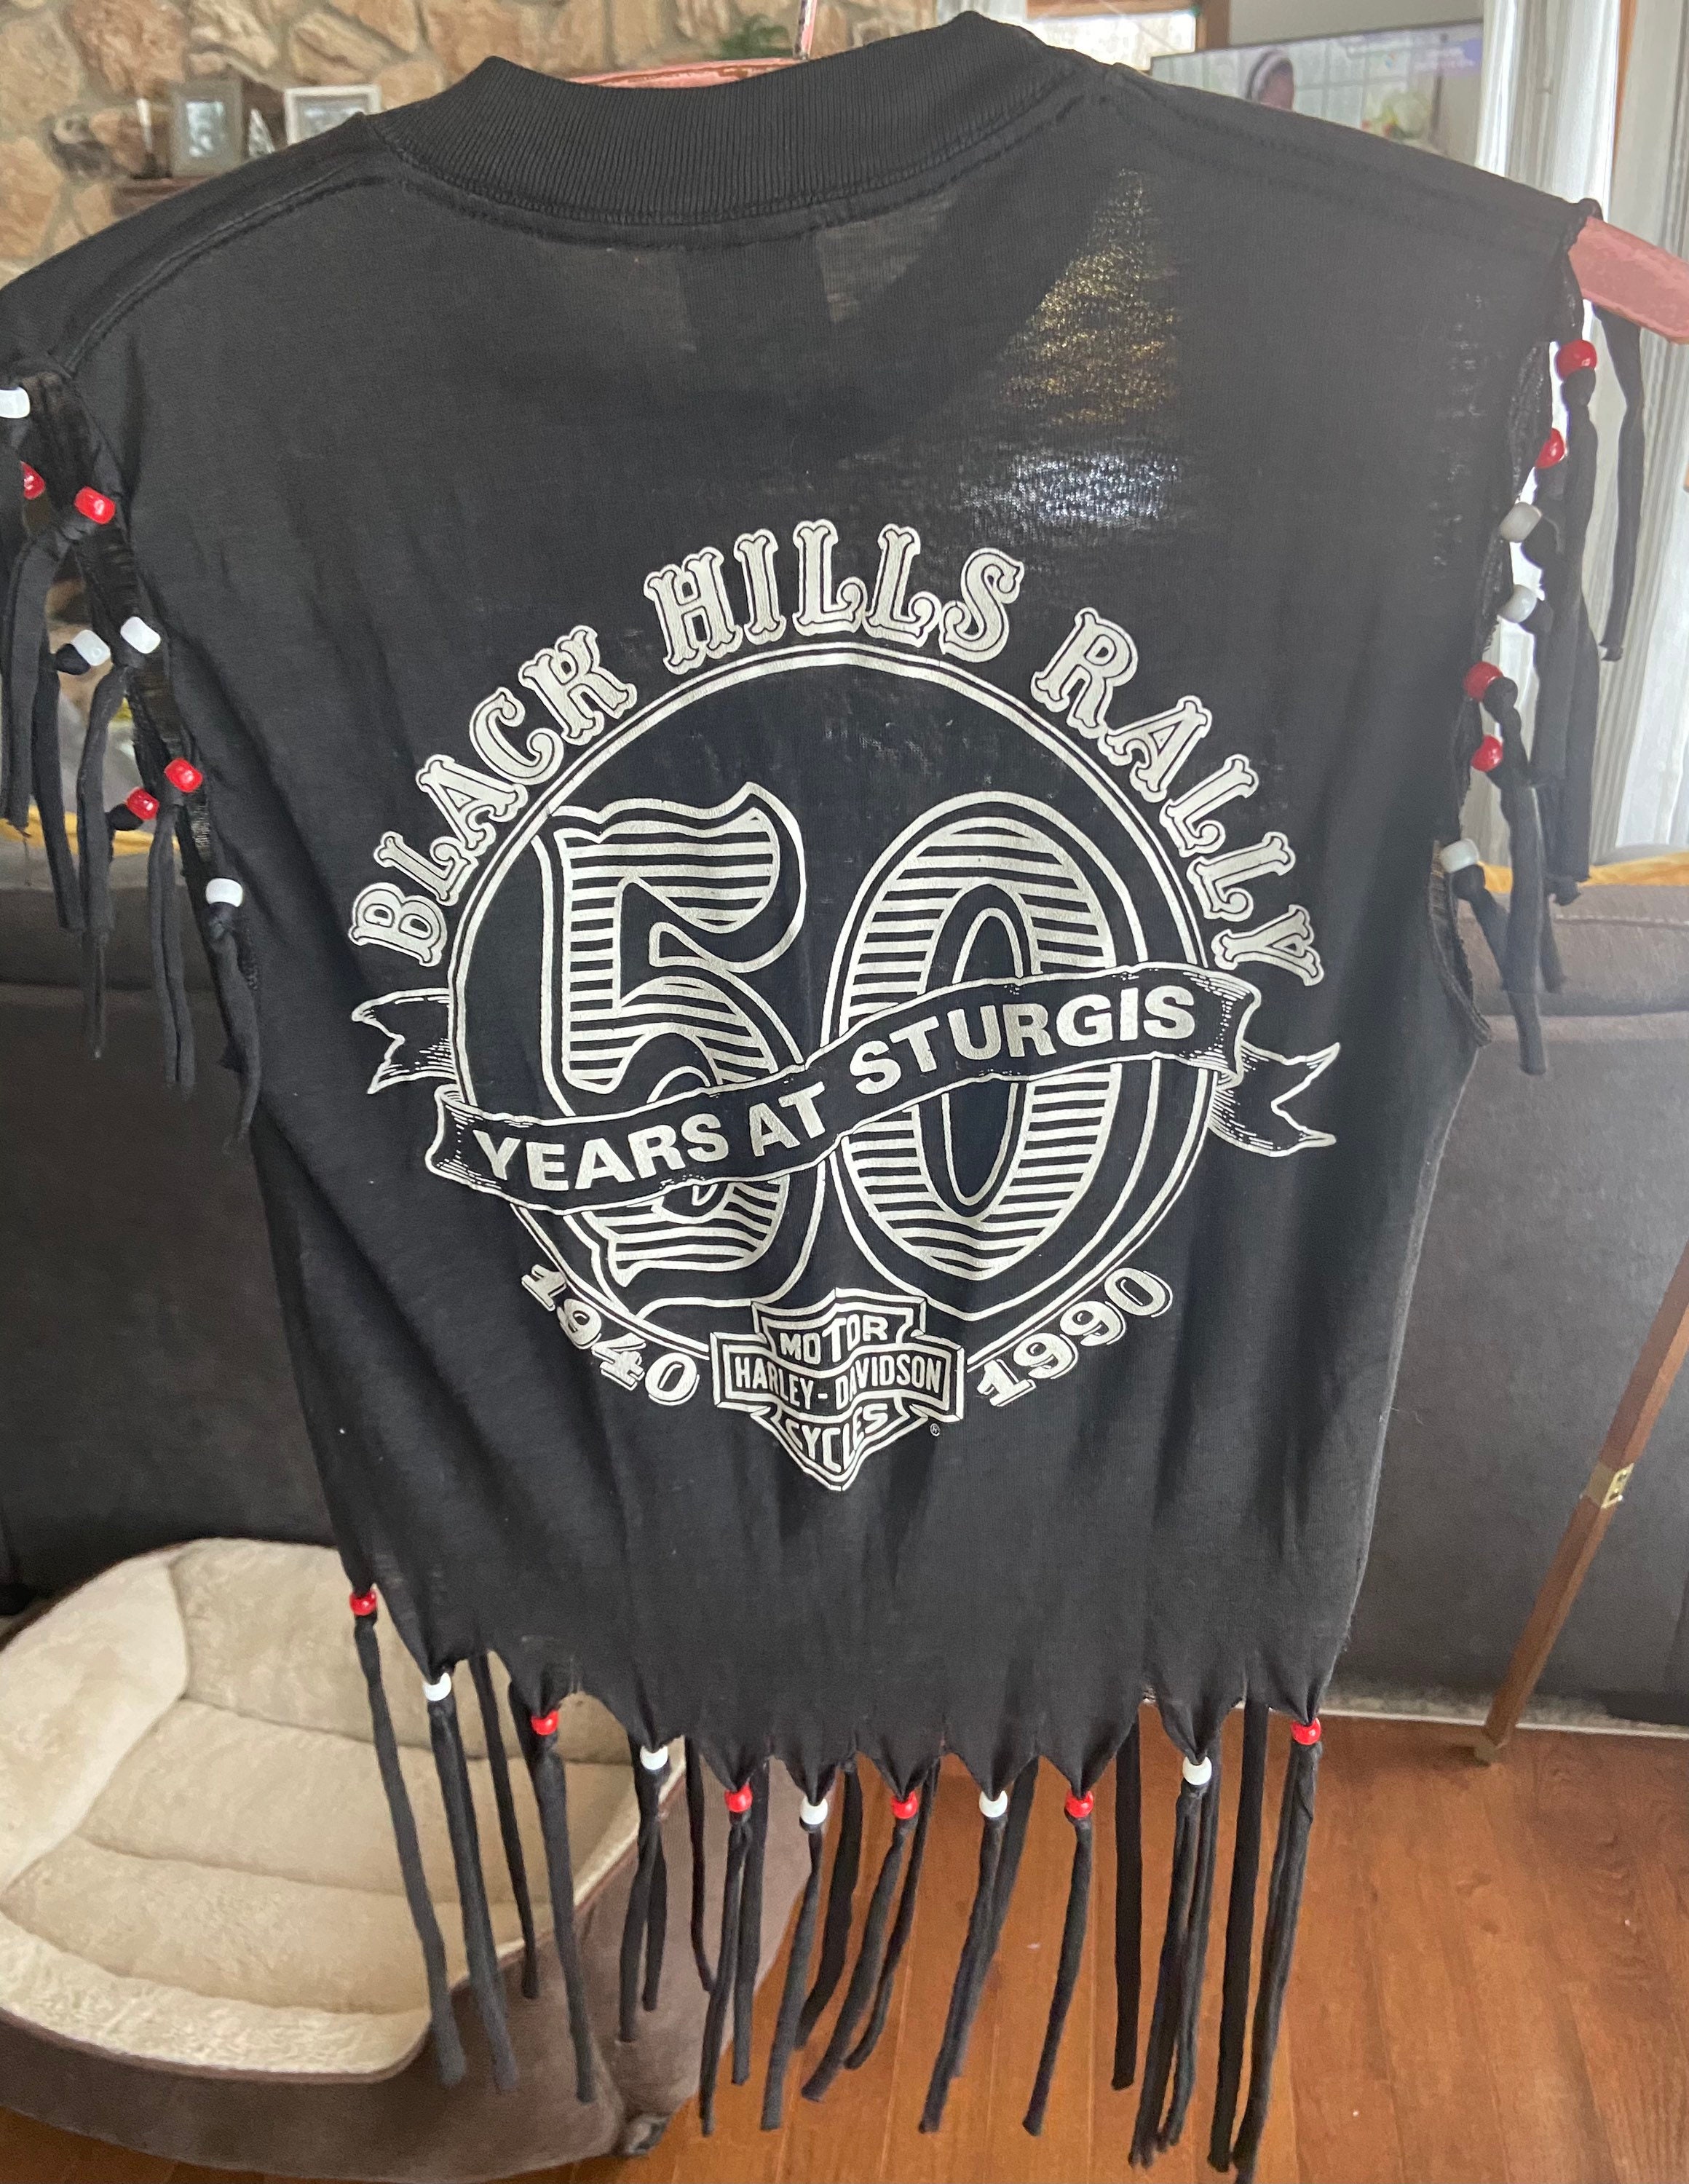 BLACK HILLS RALLY
50
YEARS AT STURGIS
1940
1990
MOTOR
HARLEY-DAVIDSON
CYCLES
®